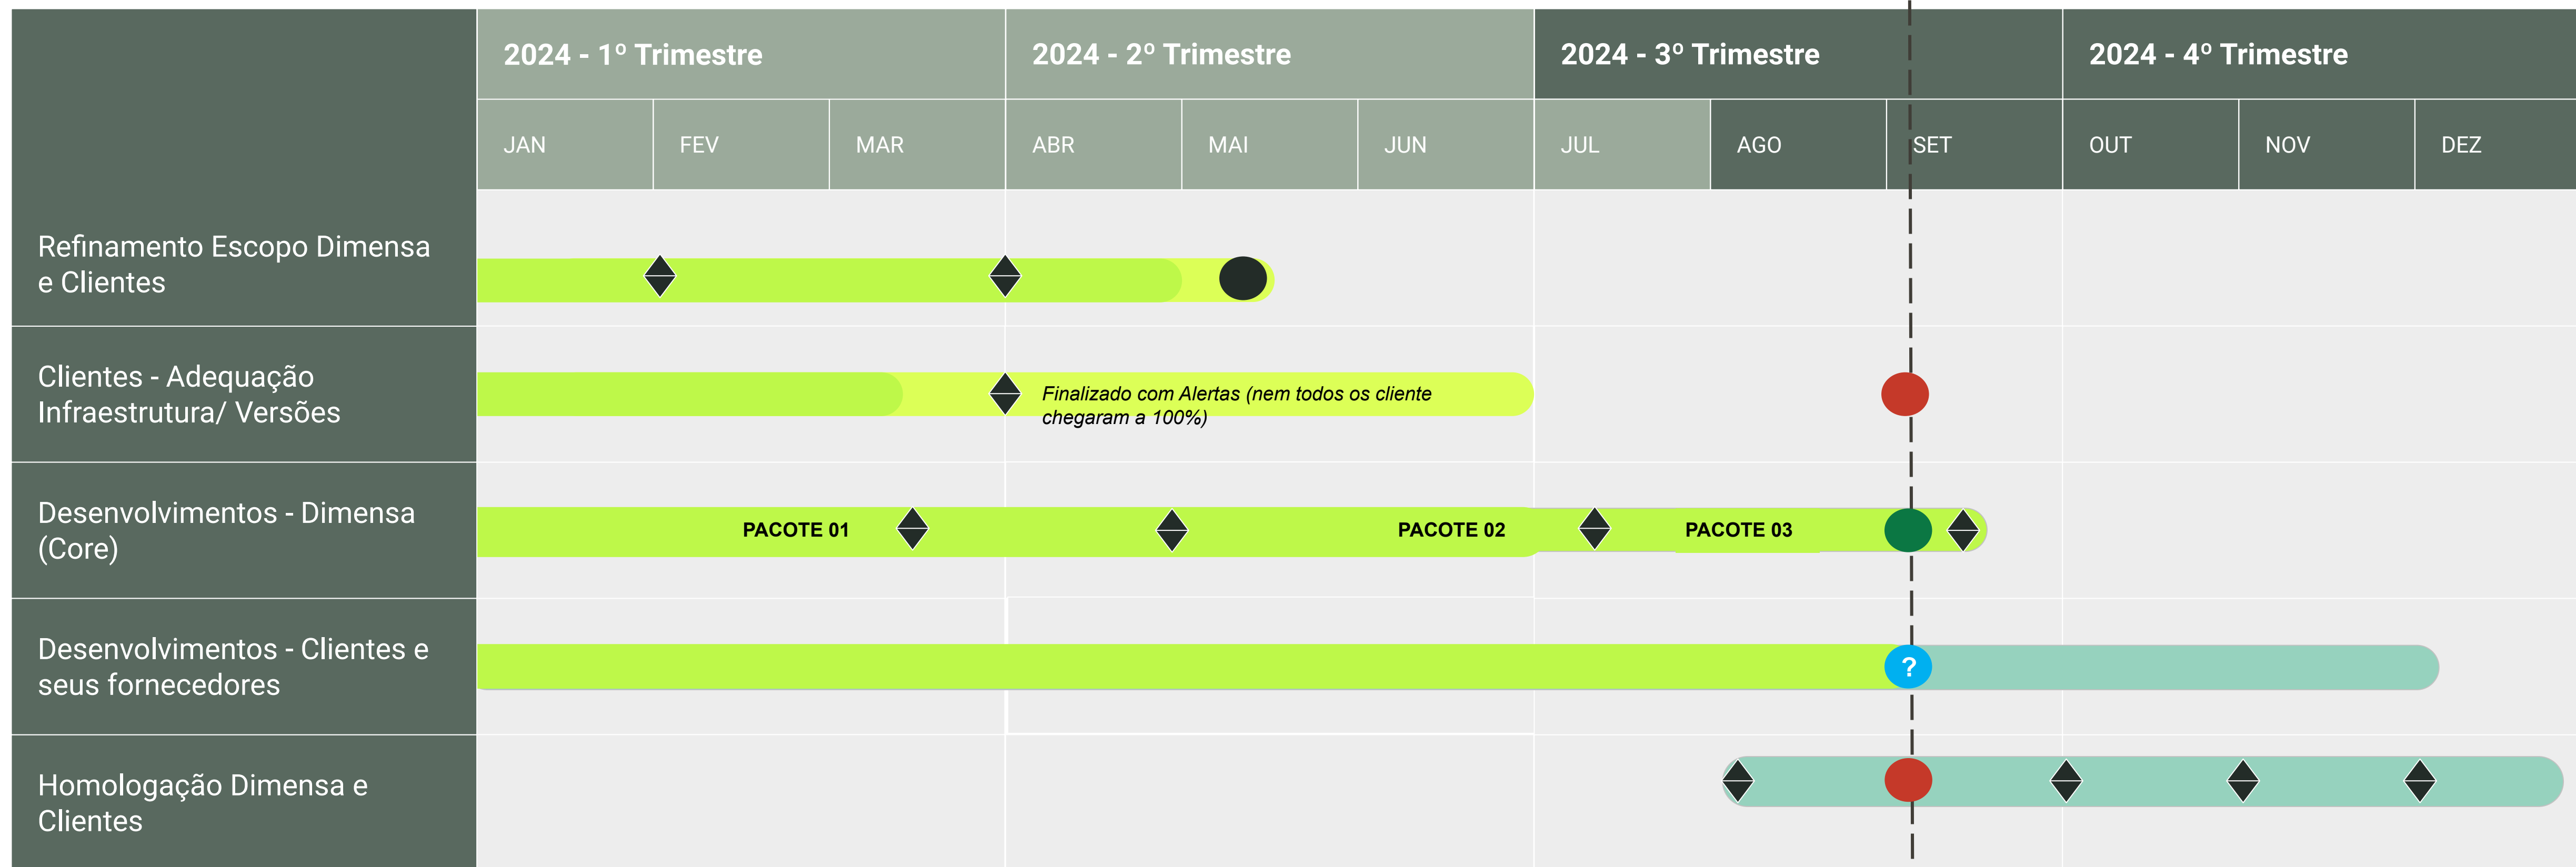 2024 - 1º Trimestre
2024 - 2º Trimestre
2024 - 3º Trimestre
2024 - 4º Trimestre
JAN
FEV
MAR
ABR
MAI
JUN
JUL
AGO
SET
OUT
NOV
DEZ
Refinamento Escopo Dimensa
e Clientes
Clientes - Adequação
Infraestrutura/ Versões
Finalizado com Alertas (nem todos os cliente
chegaram a 100%)
Desenvolvimentos - Dimensa
(Core)
PACOTE 01
PACOTE 02
PACOTE 03
Desenvolvimentos - Clientes e
seus fornecedores
?
Homologação Dimensa e
Clientes